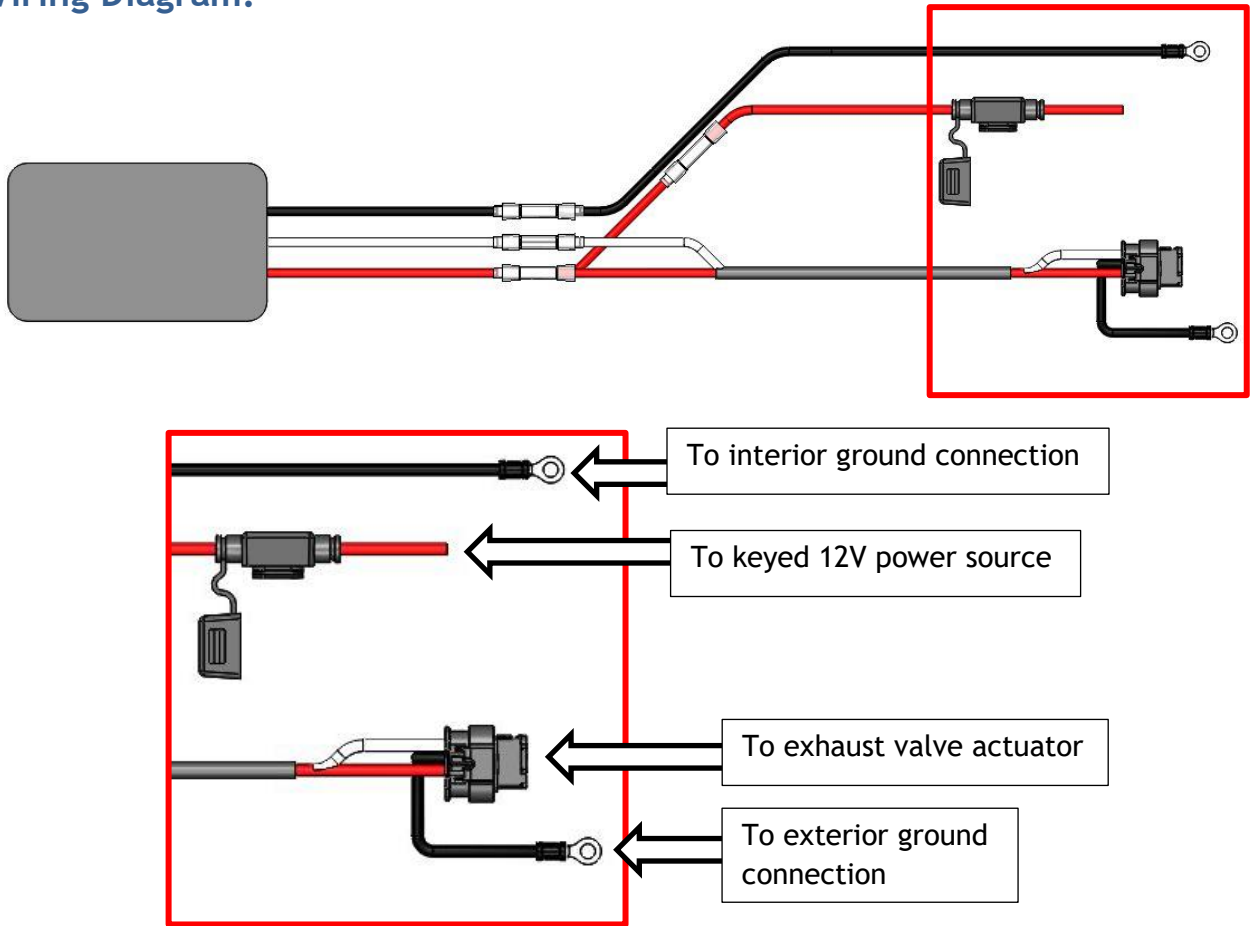 Wiring Diagram:
To interior ground connection
To keyed 12V power source
To exhaust valve actuator
To exterior ground
connection